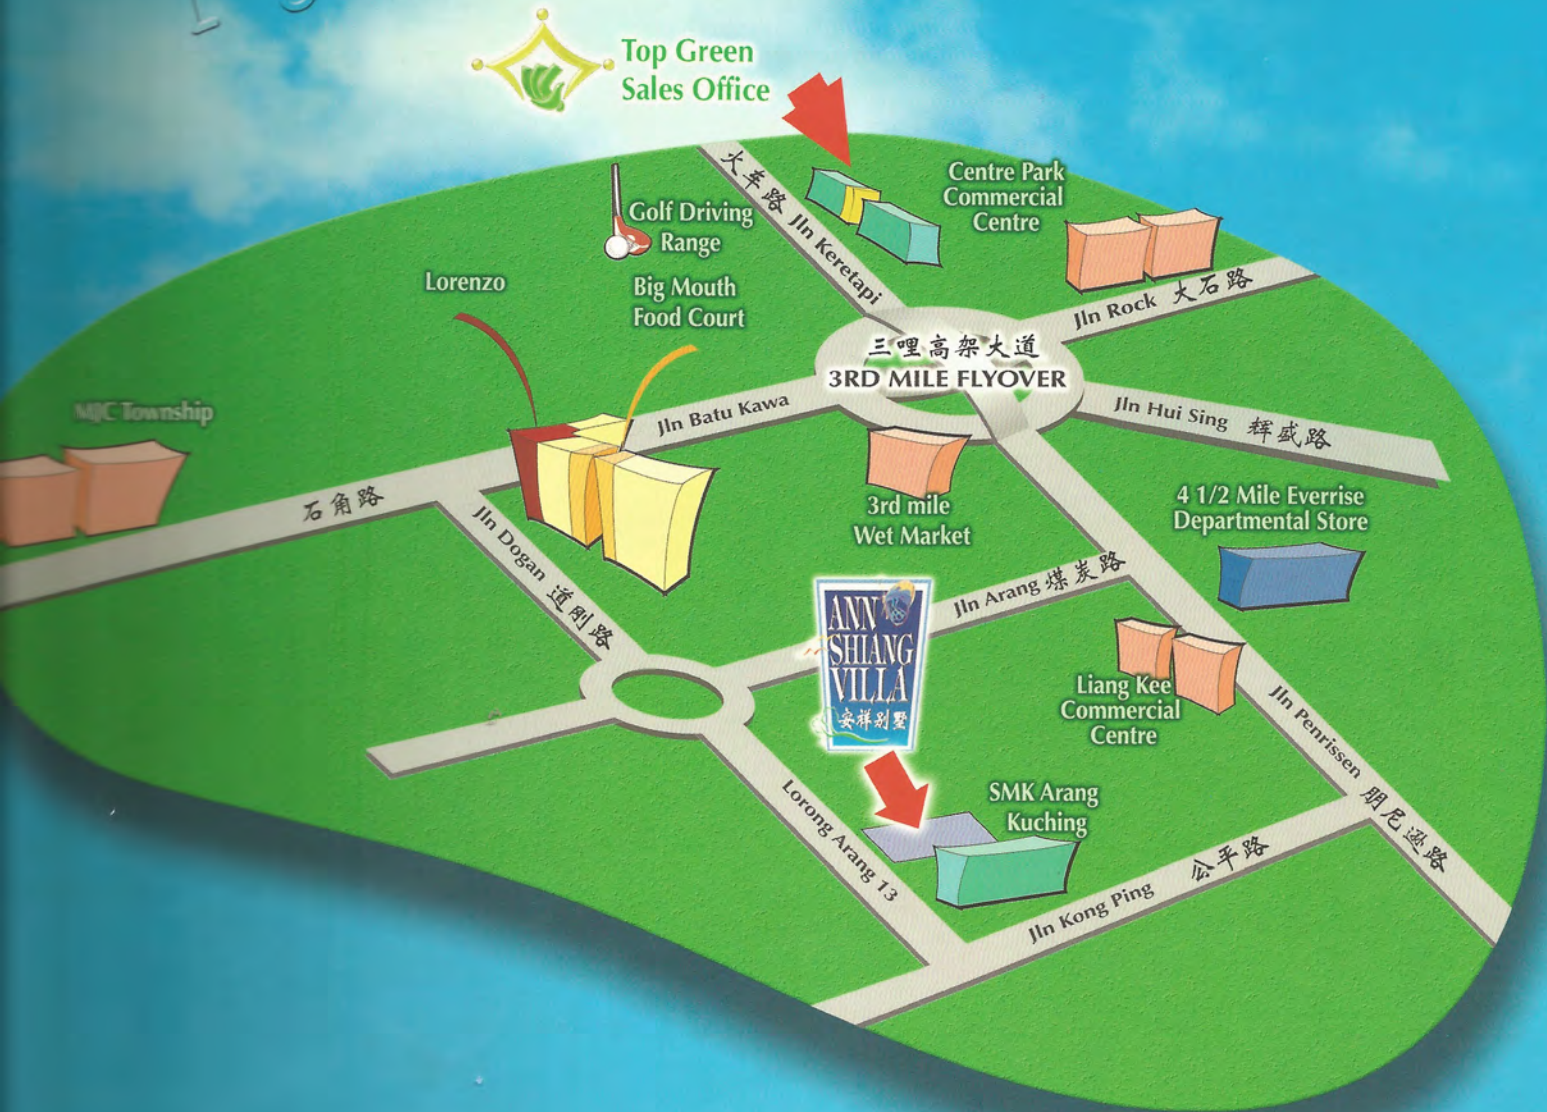 Top Green
Sales Office
火车路 Jln Keretapi
Centre Park
Commercial
Centre
Golf Driving
Range
Lorenzo
Big Mouth
Food Court
Jln Rock 大石路
三哩高架大道
3RD MILE FLYOVER
MJC Township
Jln Batu Kawa
石角路
Jln Hui Sing 辉盛路
3rd mile
Wet Market
4 1/2 Mile Everrise
Departmental Store
Jln Dogan 道刚路
Jln Arang 煤炭路
ANN
SHIANG
VILLA
安祥别墅
Liang Kee
Commercial
Centre
Jln Penrissen 朋尼逊路
SMK Arang
Kuching
Lorong Arang 13
Jln Kong Ping 公平路